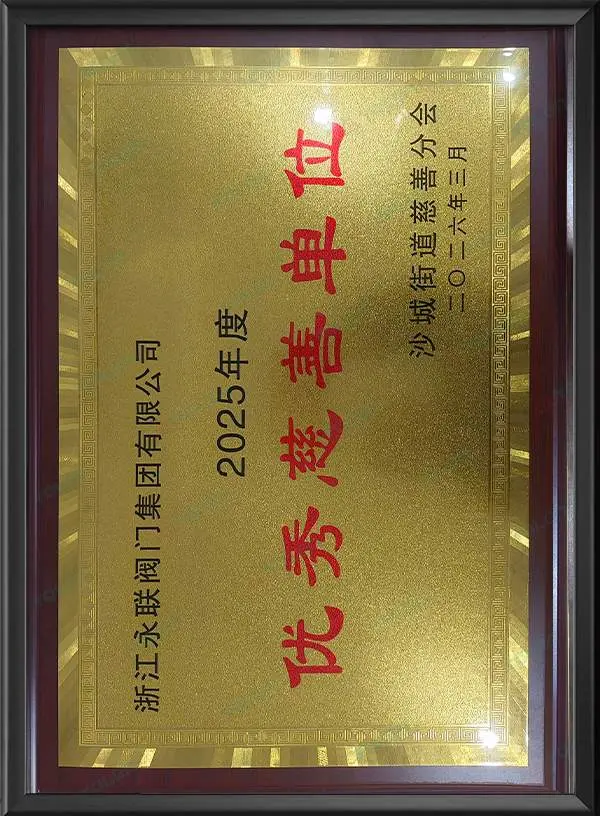 浙江永联阀门集团有限公司
2025年度
优秀慈善单位
沙城街道慈善分会
二〇二六年三月